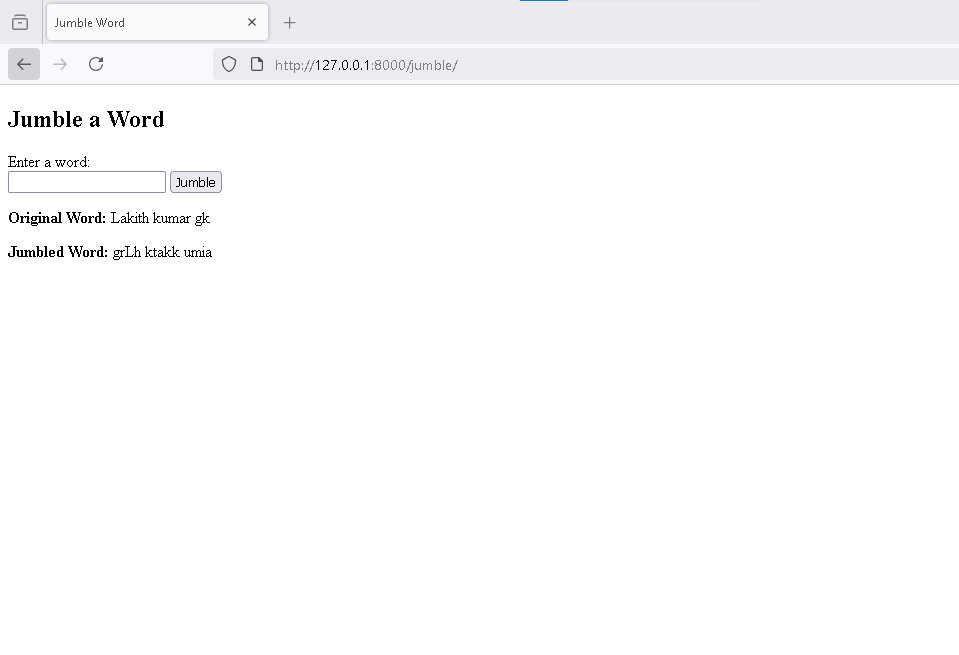 Jumble Word
http://127.0.0.1:8000/jumble/
Jumble a Word
Enter a word:
Jumble
Original Word: Lakith kumar gk
Jumbled Word: grLh ktakk umia